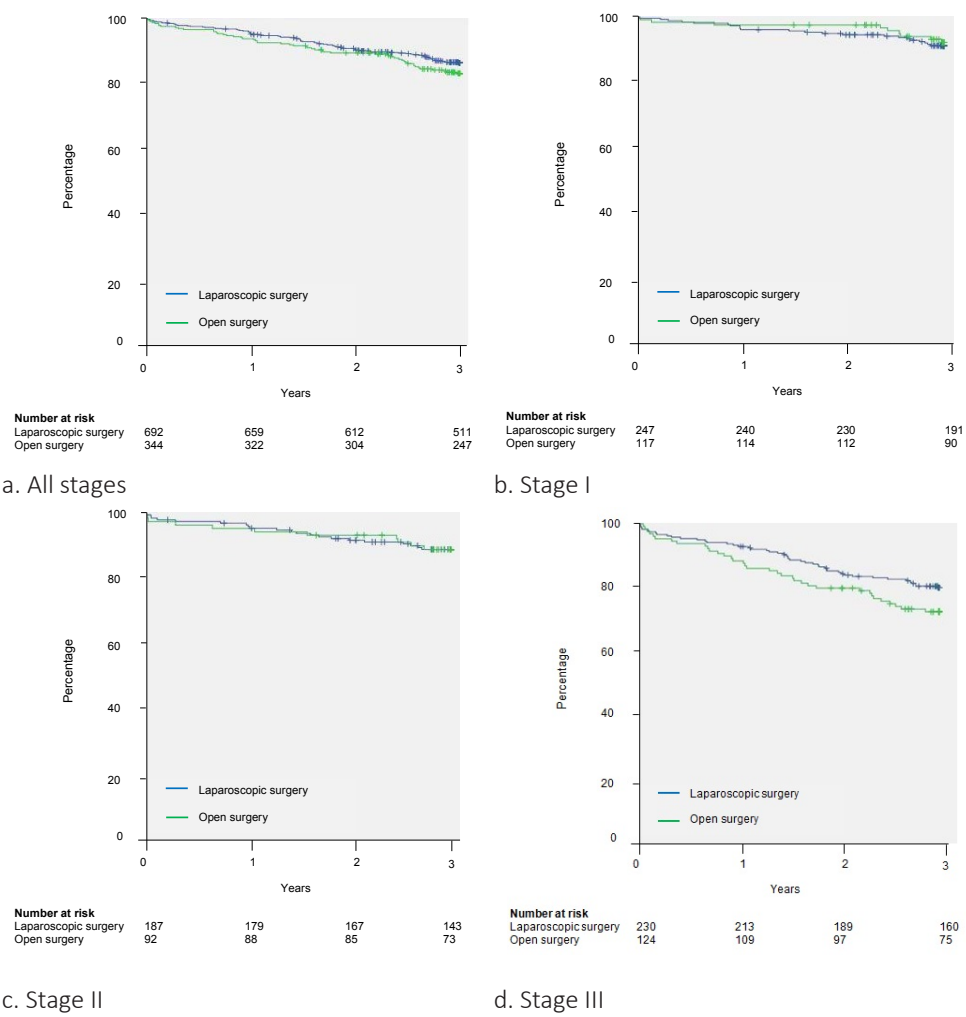 100
80
60
40
20
0
Percentage
Laparoscopic surgery
Open surgery
0 1 2 3
Years
Number at risk
Laparoscopic surgery 692 659 612 511
Open surgery 344 322 304 247
a. All stages
100
80
60
40
20
0
Percentage
Laparoscopic surgery
Open surgery
0 1 2 3
Years
Number at risk
Laparoscopic surgery 247 240 230 191
Open surgery 117 114 112 90
b. Stage I
100
80
60
40
20
0
Percentage
Laparoscopic surgery
Open surgery
0 1 2 3
Years
Number at risk
Laparoscopic surgery 187 179 167 143
Open surgery 92 88 85 73
c. Stage II
100
80
60
40
20
0
Percentage
Laparoscopic surgery
Open surgery
0 1 2 3
Years
Number at risk
Laparoscopic surgery 230 213 189 160
Open surgery 124 109 97 75
d. Stage III